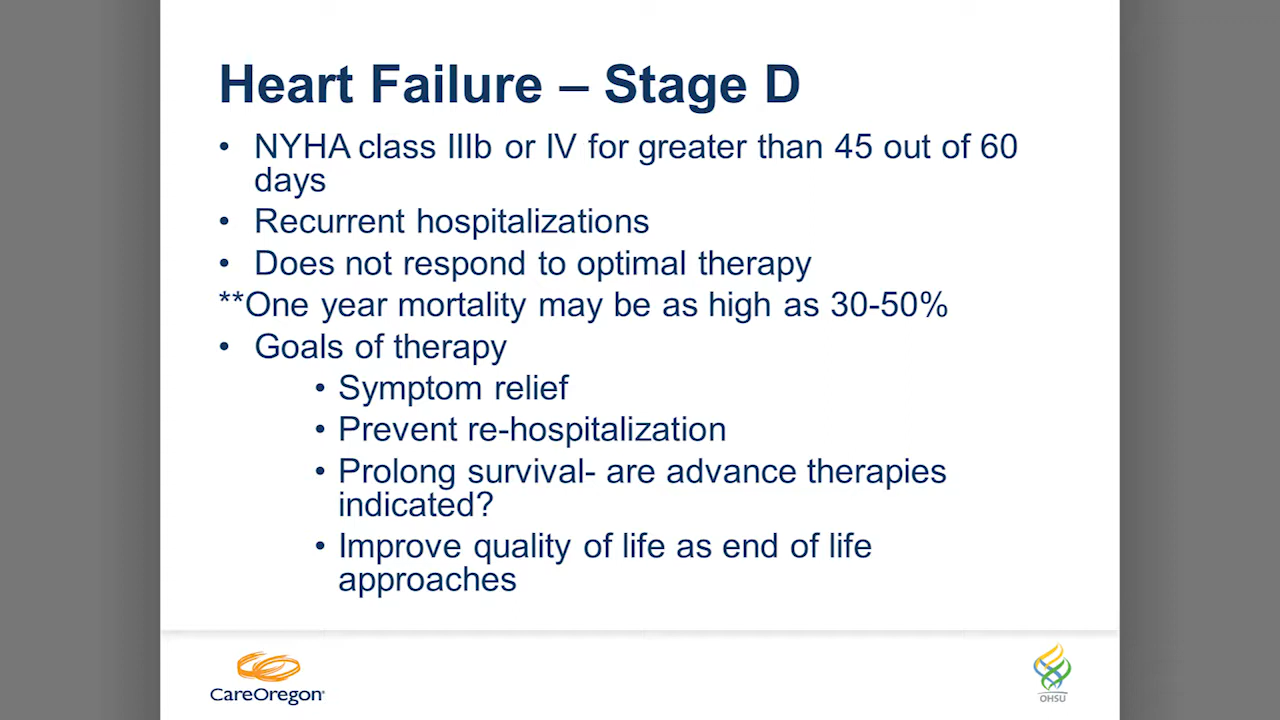 Heart Failure – Stage D
• NYHA class IIIb or IV for greater than 45 out of 60
days
• Recurrent hospitalizations
• Does not respond to optimal therapy
**One year mortality may be as high as 30-50%
• Goals of therapy
• Symptom relief
• Prevent re-hospitalization
• Prolong survival- are advance therapies
indicated?
• Improve quality of life as end of life
approaches
CareOregon®
OHSU